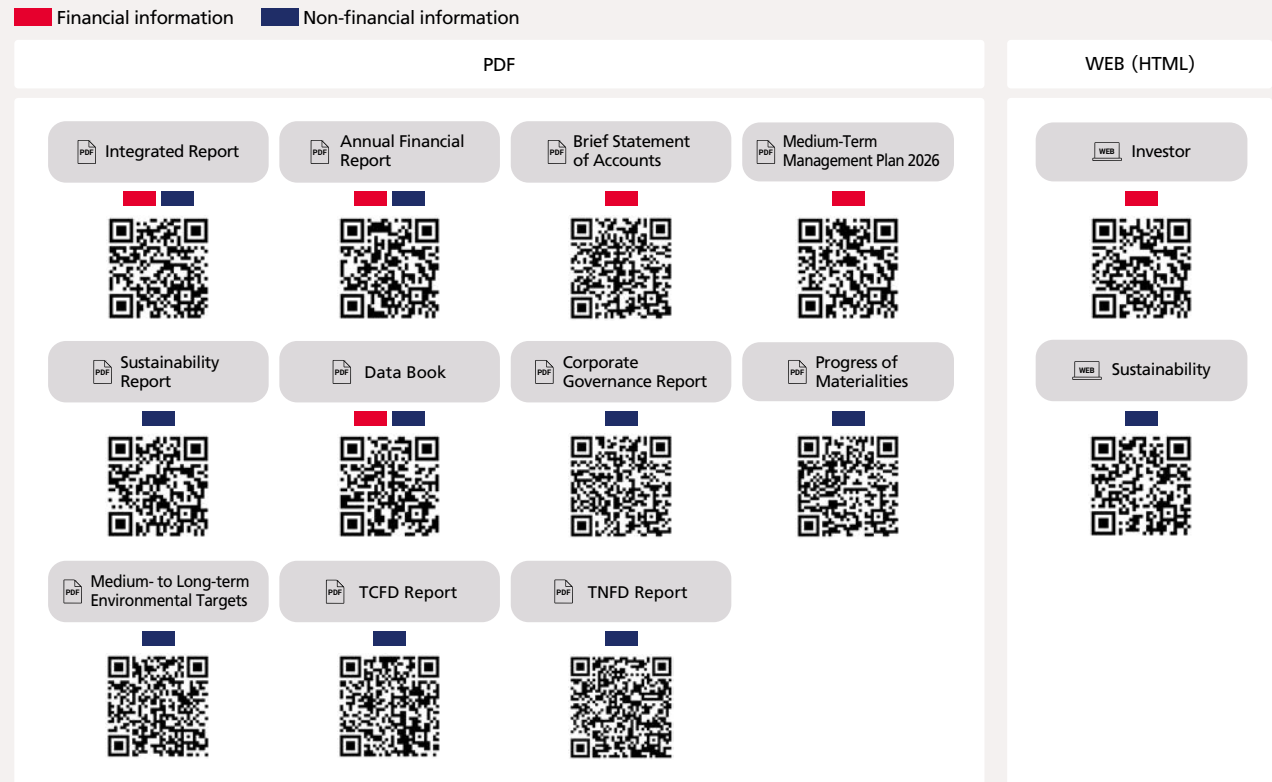 Financial information
Non-financial information
PDF
WEB (HTML)
PDF
Integrated Report
PDF
Annual Financial
Report
PDF
Brief Statement
of Accounts
PDF
Medium-Term
Management Plan 2026
WEB
Investor
PDF
Sustainability
Report
PDF
Data Book
PDF
Corporate
Governance Report
PDF
Progress of
Materialities
WEB
Sustainability
PDF
Medium- to Long-term
Environmental Targets
PDF
TCFD Report
PDF
TNFD Report